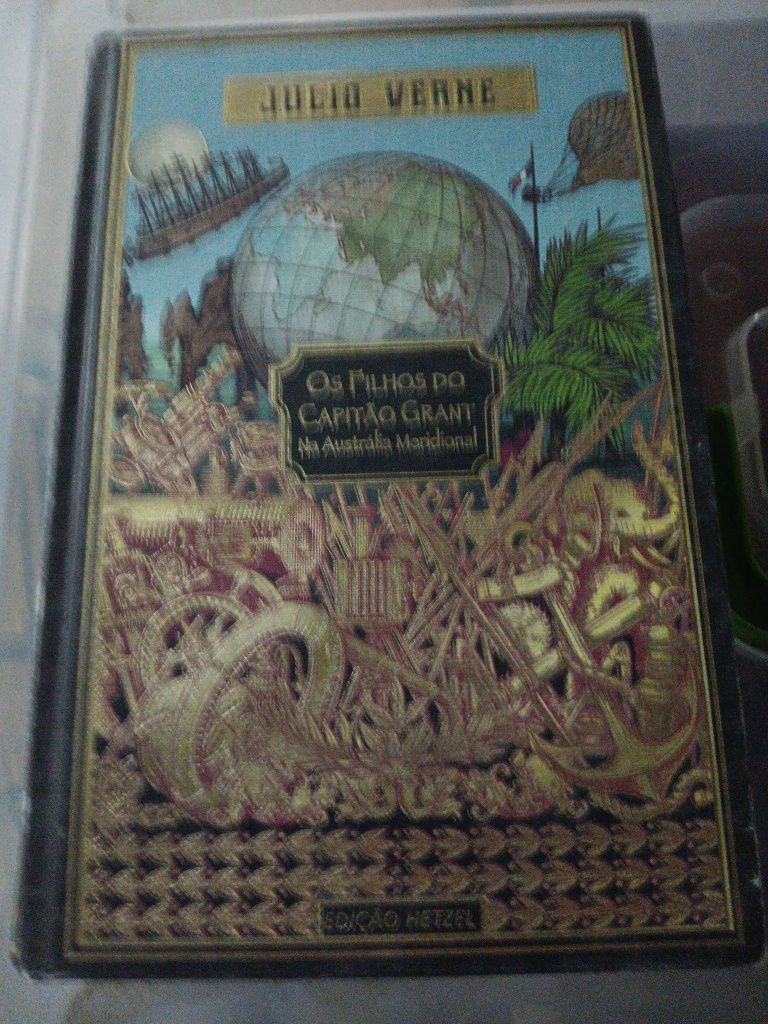 JULIO VERNE
OS FILHOS DO
CAPITÃO GRANT
Na Austrália Meridional
EDIÇÃO HETZEL